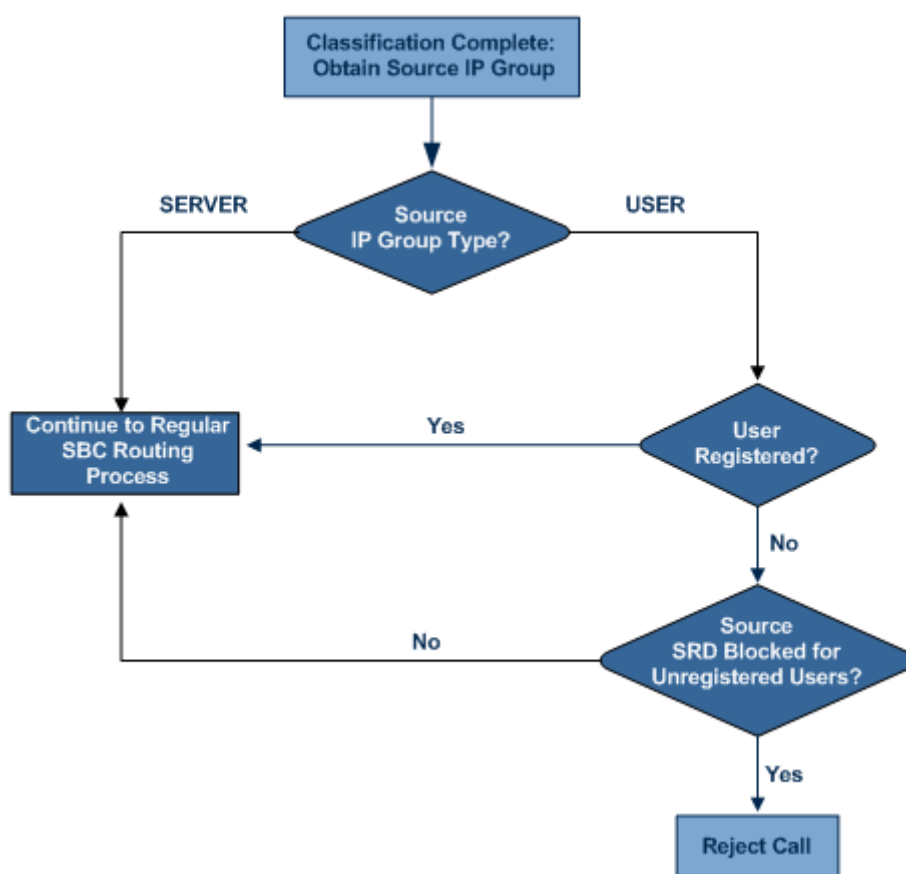 Classification Complete:
Obtain Source IP Group
SERVER
USER
Source
IP Group Type?
Continue to Regular
SBC Routing
Process
Yes
User
Registered?
No
No
Source
SRD Blocked for
Unregistered Users?
Yes
Reject Call